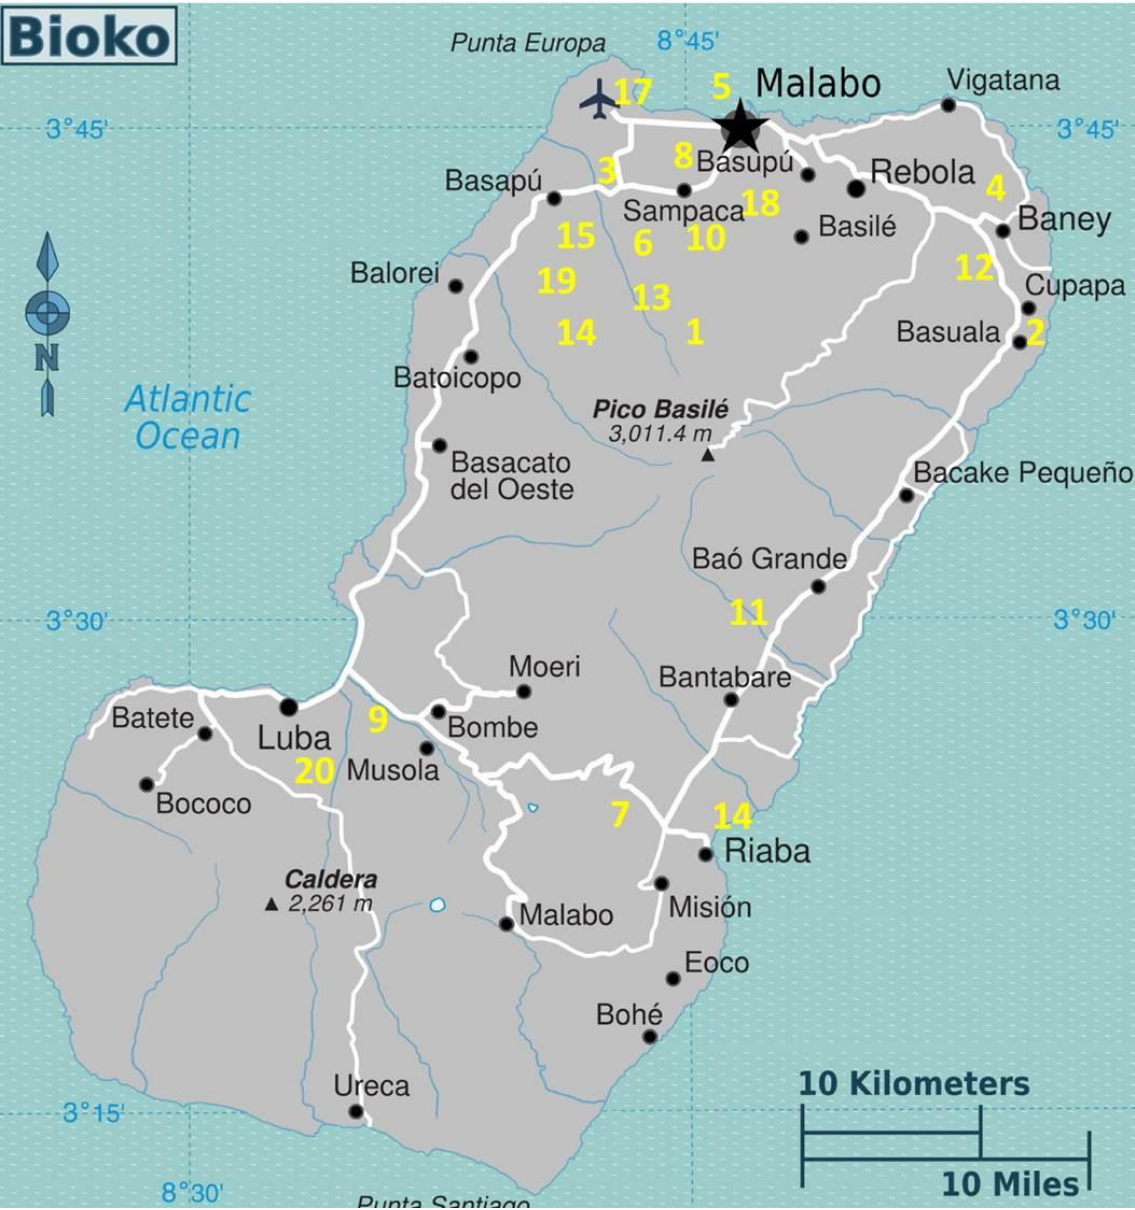 Bioko
Punta Europa
8°45'
17
5
Malabo
Vigatana
3°45'
3°45'
8
Basupú
3
Rebola
Basapú
4
Sampaca
18
Baney
15
6
10
Basilé
Balorei
19
12
13
Cupapa
14
1
Basuala
2
N
Batoicopo
Atlantic
Ocean
Pico Basilé
3,011.4 m
Basacato
del Oeste
Bacake Pequeño
Baó Grande
3°30'
11
3°30'
Moeri
Bantabare
Batete
9
Luba
Bombe
20
Musola
Bococo
7
14
Riaba
Caldera
2,261 m
Malabo
Misión
Eoco
Bohé
Ureca
10 Kilometers
3°15'
10 Miles
8°30'
Punta Santiago